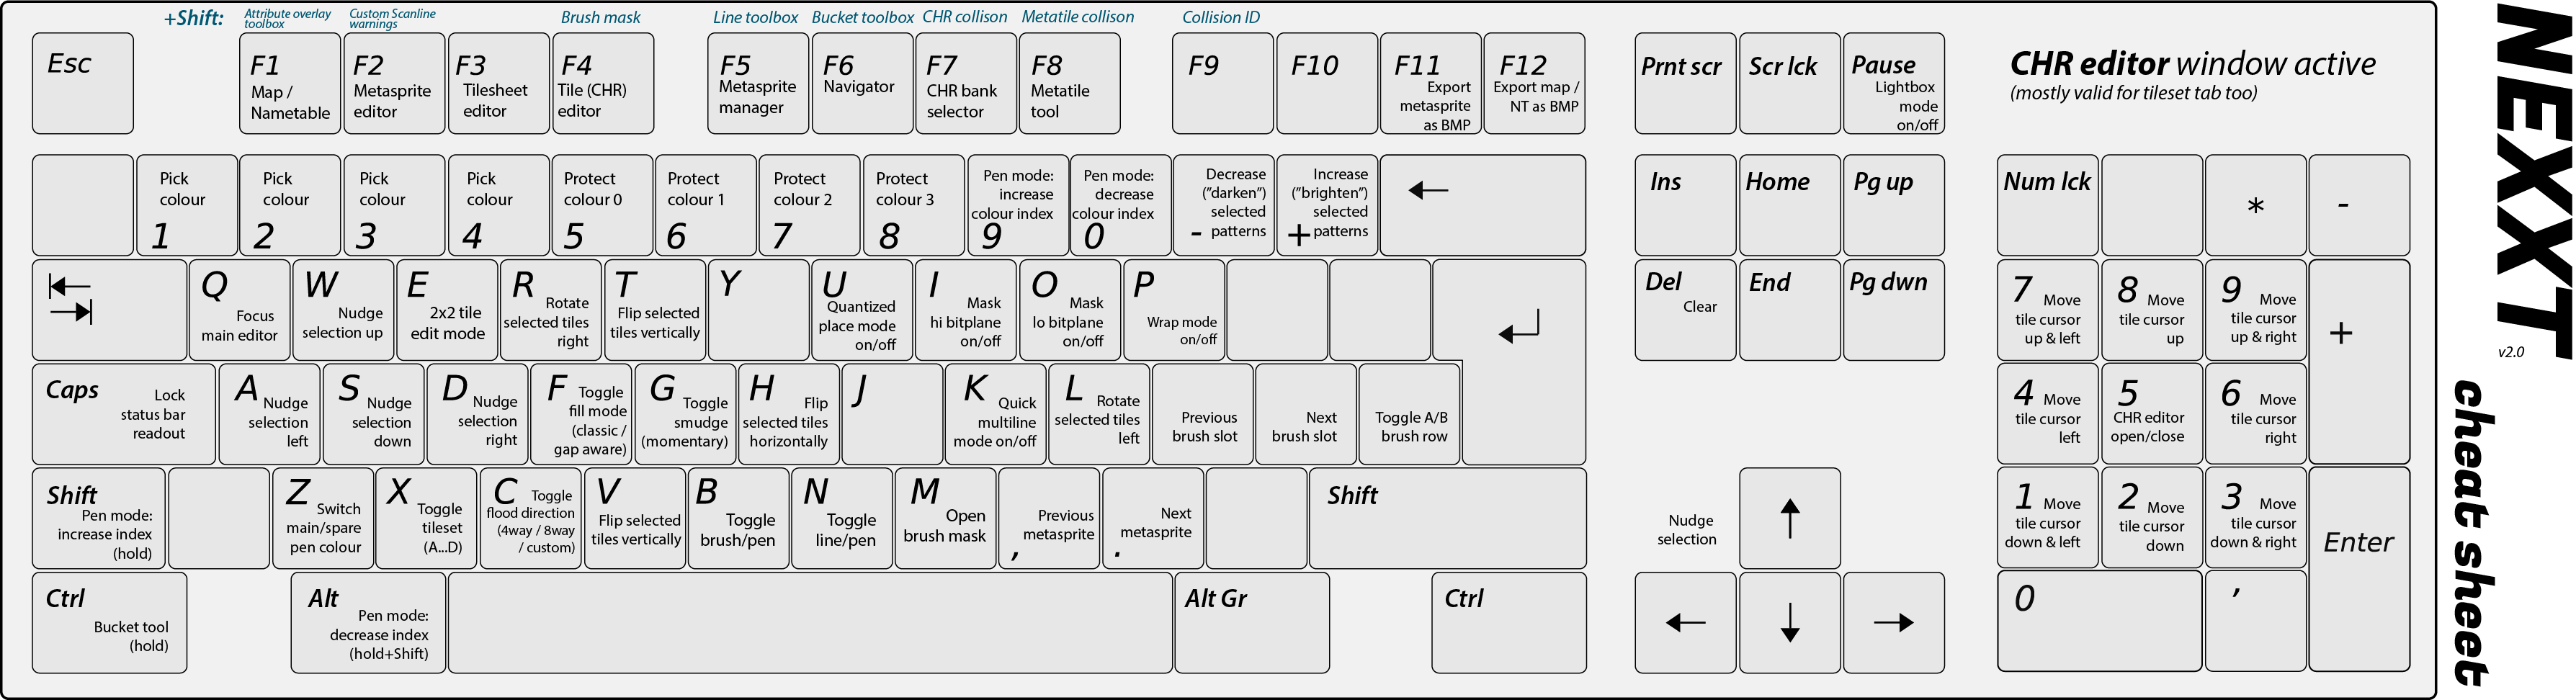 +Shift:
Attribute overlay
toolbox
Custom Scanline
warnings
Brush mask
Line toolbox
Bucket toolbox
CHR collison
Metatile collison
Collision ID
Esc
F1
Map /
Nametable
F2
Metasprite
editor
F3
Tilesheet
editor
F4
Tile (CHR)
editor
F5
Metasprite
manager
F6
Navigator
F7
CHR bank
selector
F8
Metatile
tool
F9
F10
F11
Export
metasprite
as BMP
F12
Export map /
NT as BMP
Prnt scr
Scr lck
Pause
Lightbox
mode
on/off
CHR editor window active
(mostly valid for tileset tab too)
Pick
colour
1
Pick
colour
2
Pick
colour
3
Pick
colour
4
Protect
colour 0
5
Protect
colour 1
6
Protect
colour 2
7
Protect
colour 3
8
Pen mode:
increase
colour index
9
Pen mode:
decrease
colour index
0
Decrease
("darken")
selected
- patterns
Increase
("brighten")
selected
+ patterns
←
Ins
Home
Pg up
Num lck
*
-
Q
Focus
main editor
W
Nudge
selection up
E
2x2 tile
edit mode
R
Rotate
selected tiles
right
T
Flip selected
tiles vertically
Y
U
Quantized
place mode
on/off
I
Mask
hi bitplane
on/off
O
Mask
lo bitplane
on/off
P
Wrap mode
on/off
Del
Clear
End
Pg dwn
7 Move
tile cursor
up & left
8 Move
tile cursor
up
9 Move
tile cursor
up & right
+
Caps
Lock
status bar
readout
A Nudge
selection
left
S Nudge
selection
down
D Nudge
selection
right
F Toggle
fill mode
(classic /
gap aware)
G Toggle
smudge
(momentary)
H Flip
selected tiles
horizontally
J
K Quick
multiline
mode on/off
L Rotate
selected tiles
left
Previous
brush slot
Next
brush slot
Toggle A/B
brush row
4 Move
tile cursor
left
5
CHR editor
open/close
6 Move
tile cursor
right
Shift
Pen mode:
increase index
(hold)
Z Switch
main/spare
pen colour
X Toggle
tileset
(A...D)
C Toggle
flood direction
(4way / 8way
/ custom)
V
Flip selected
tiles vertically
B
Toggle
brush/pen
N
Toggle
line/pen
M
Open
brush mask
Previous
metasprite
,
Next
metasprite
.
Shift
Nudge
selection
↑
1 Move
tile cursor
down & left
2 Move
tile cursor
down
3 Move
tile cursor
down & right
Enter
Ctrl
Bucket tool
(hold)
Alt
Pen mode:
decrease index
(hold+Shift)
Alt Gr
Ctrl
←
↓
→
0
,
NEXXT
v2.0
cheat sheet